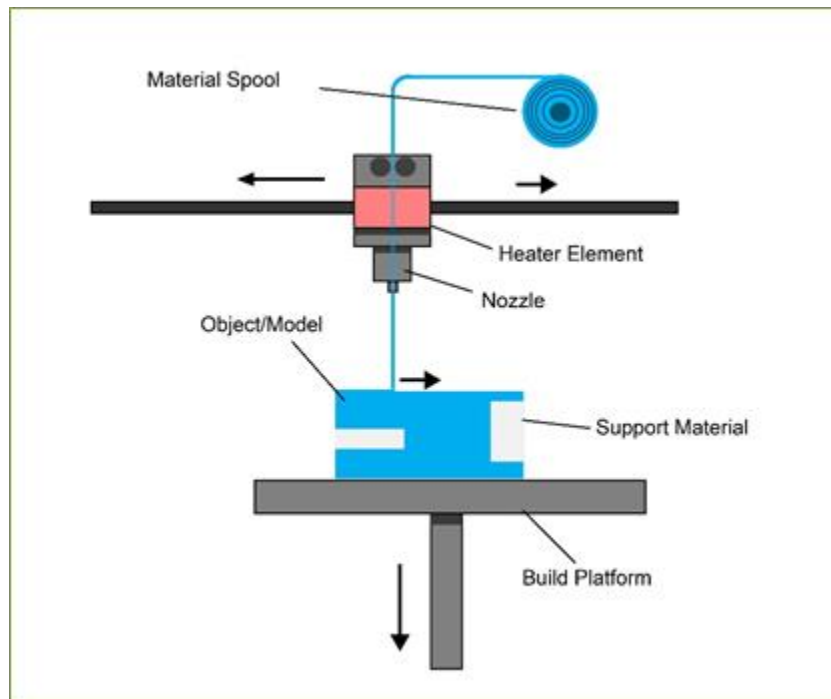 Material Spool
Heater Element
Nozzle
Object/Model
Support Material
Build Platform